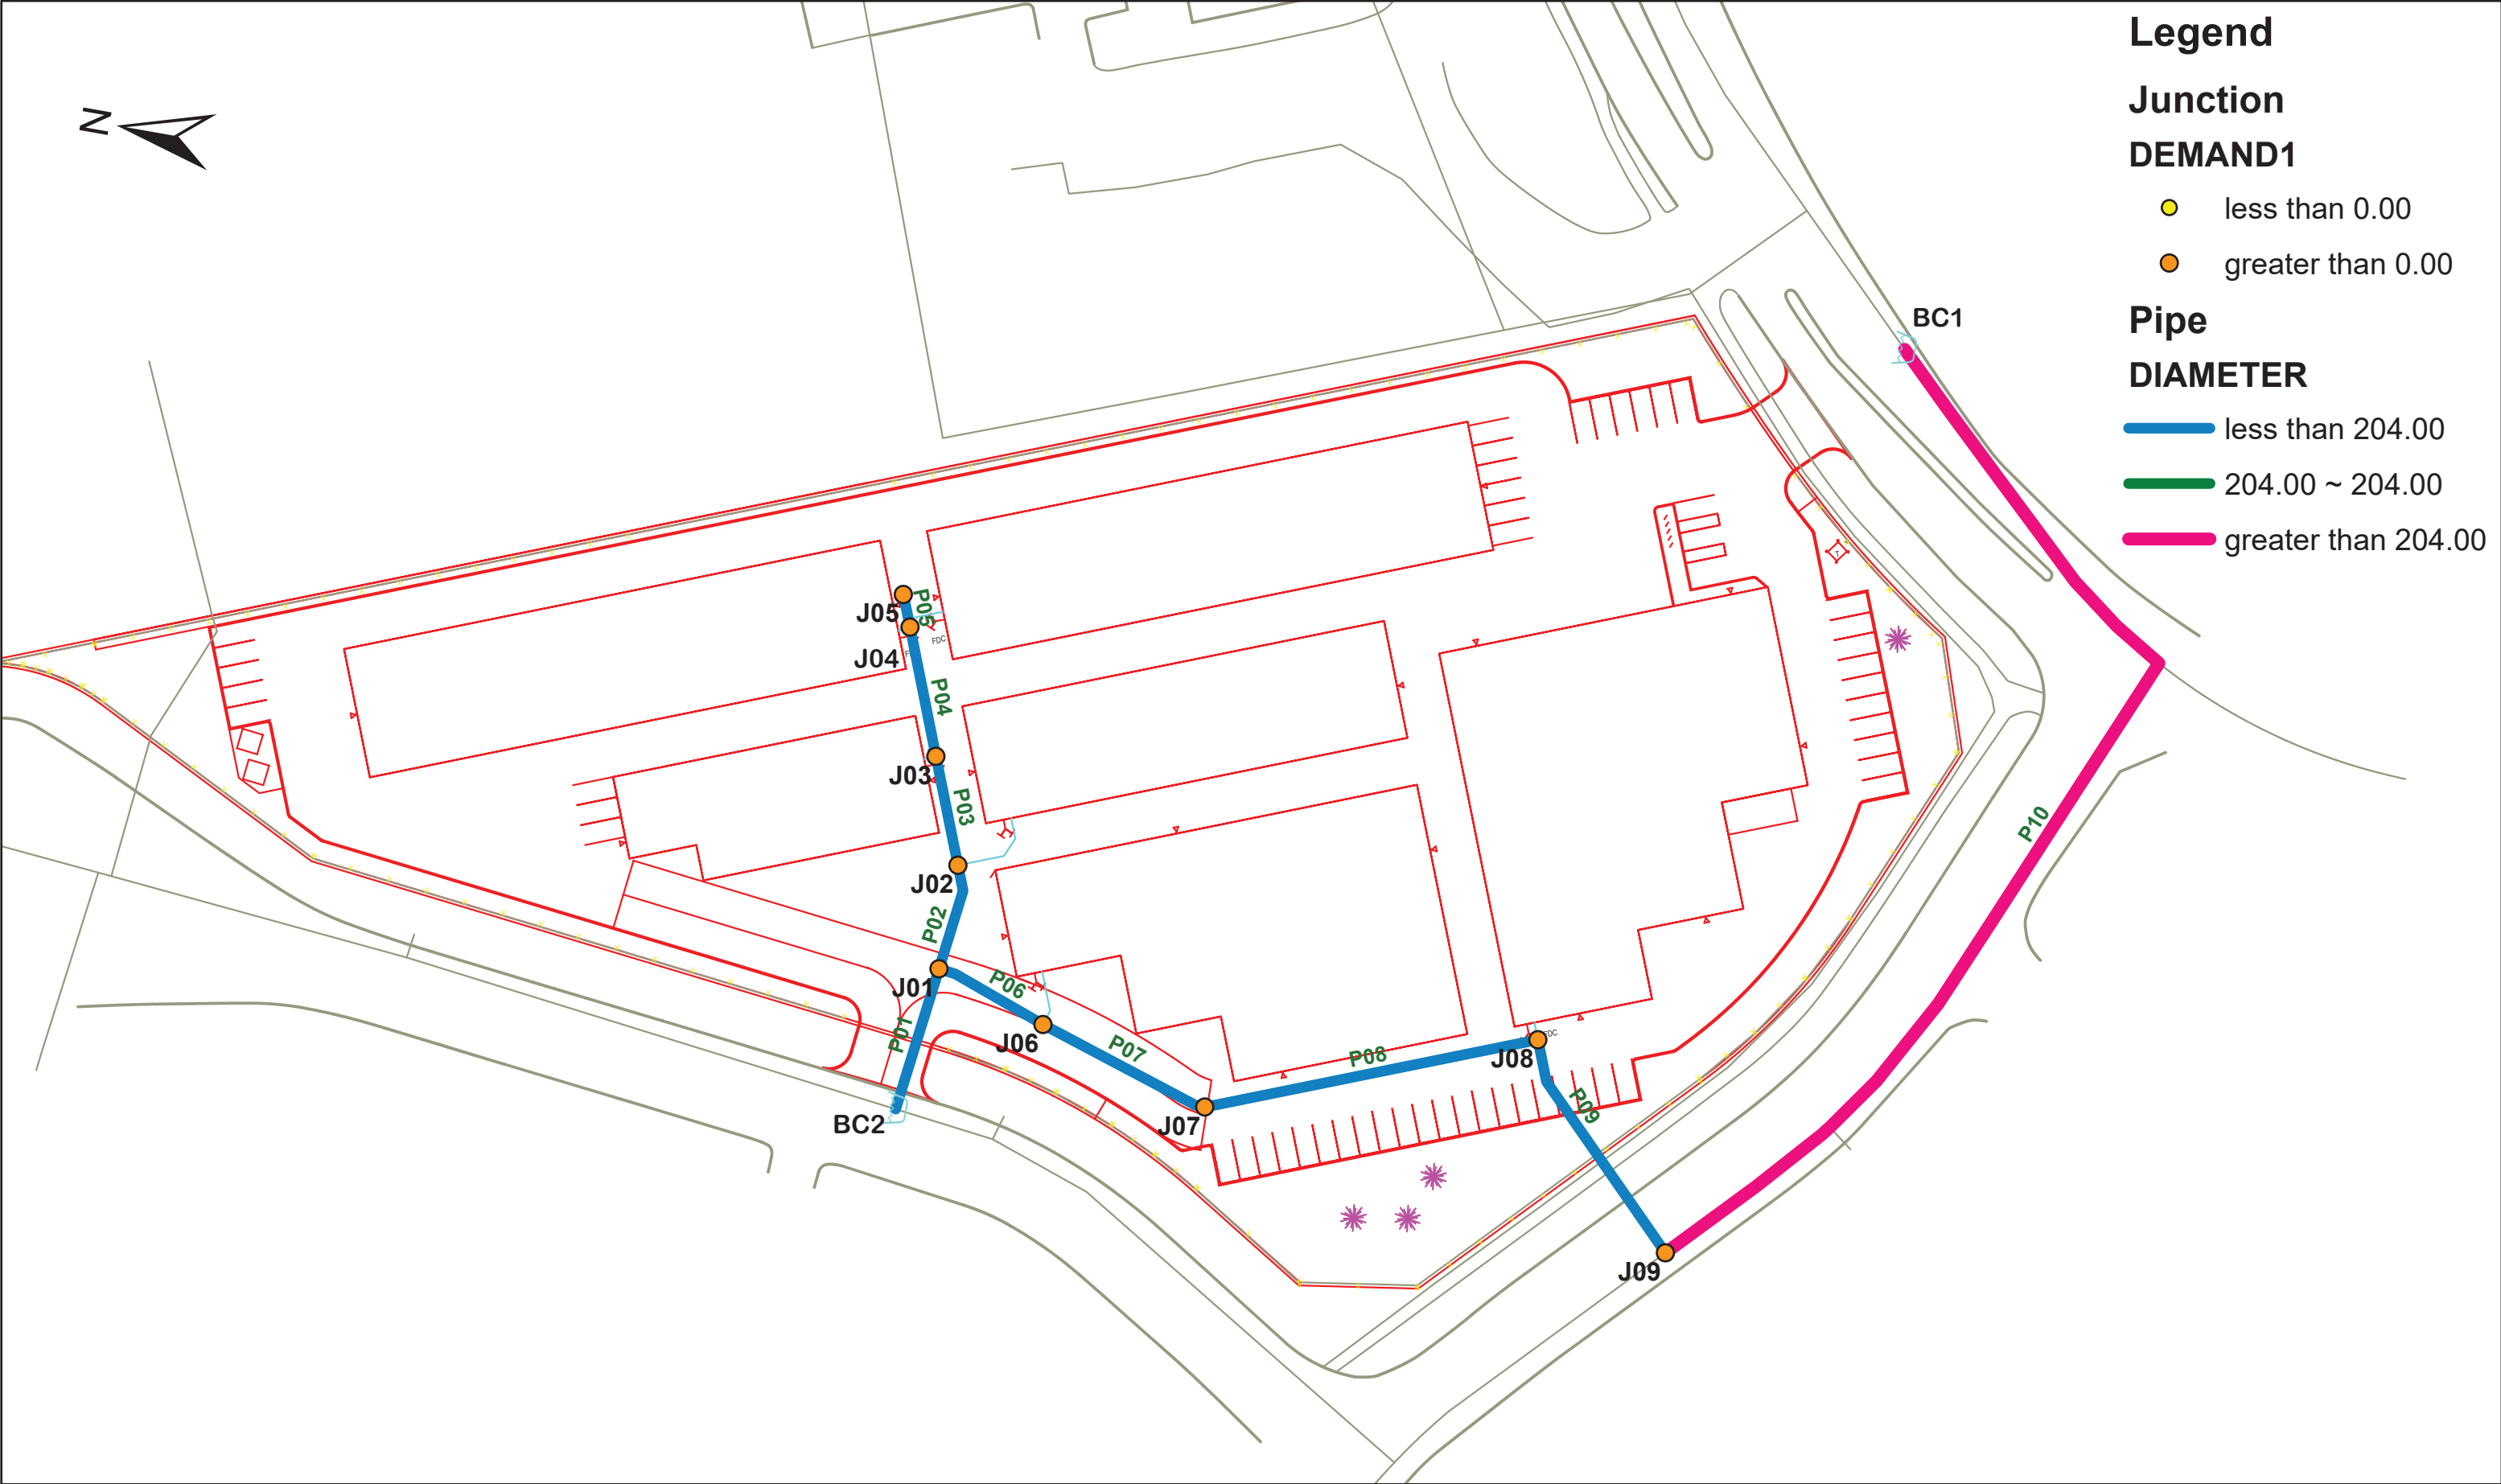 Legend
Junction
DEMAND1
less than 0.00
greater than 0.00
Pipe
DIAMETER
less than 204.00
204.00 ~ 204.00
greater than 204.00
N
BC1
J05
P05
FDC
J04
P04
J03
P03
J02
P02
J01
P06
P01
J06
P07
BC2
J07
P08
J08
FDC
P09
J09
P10
T